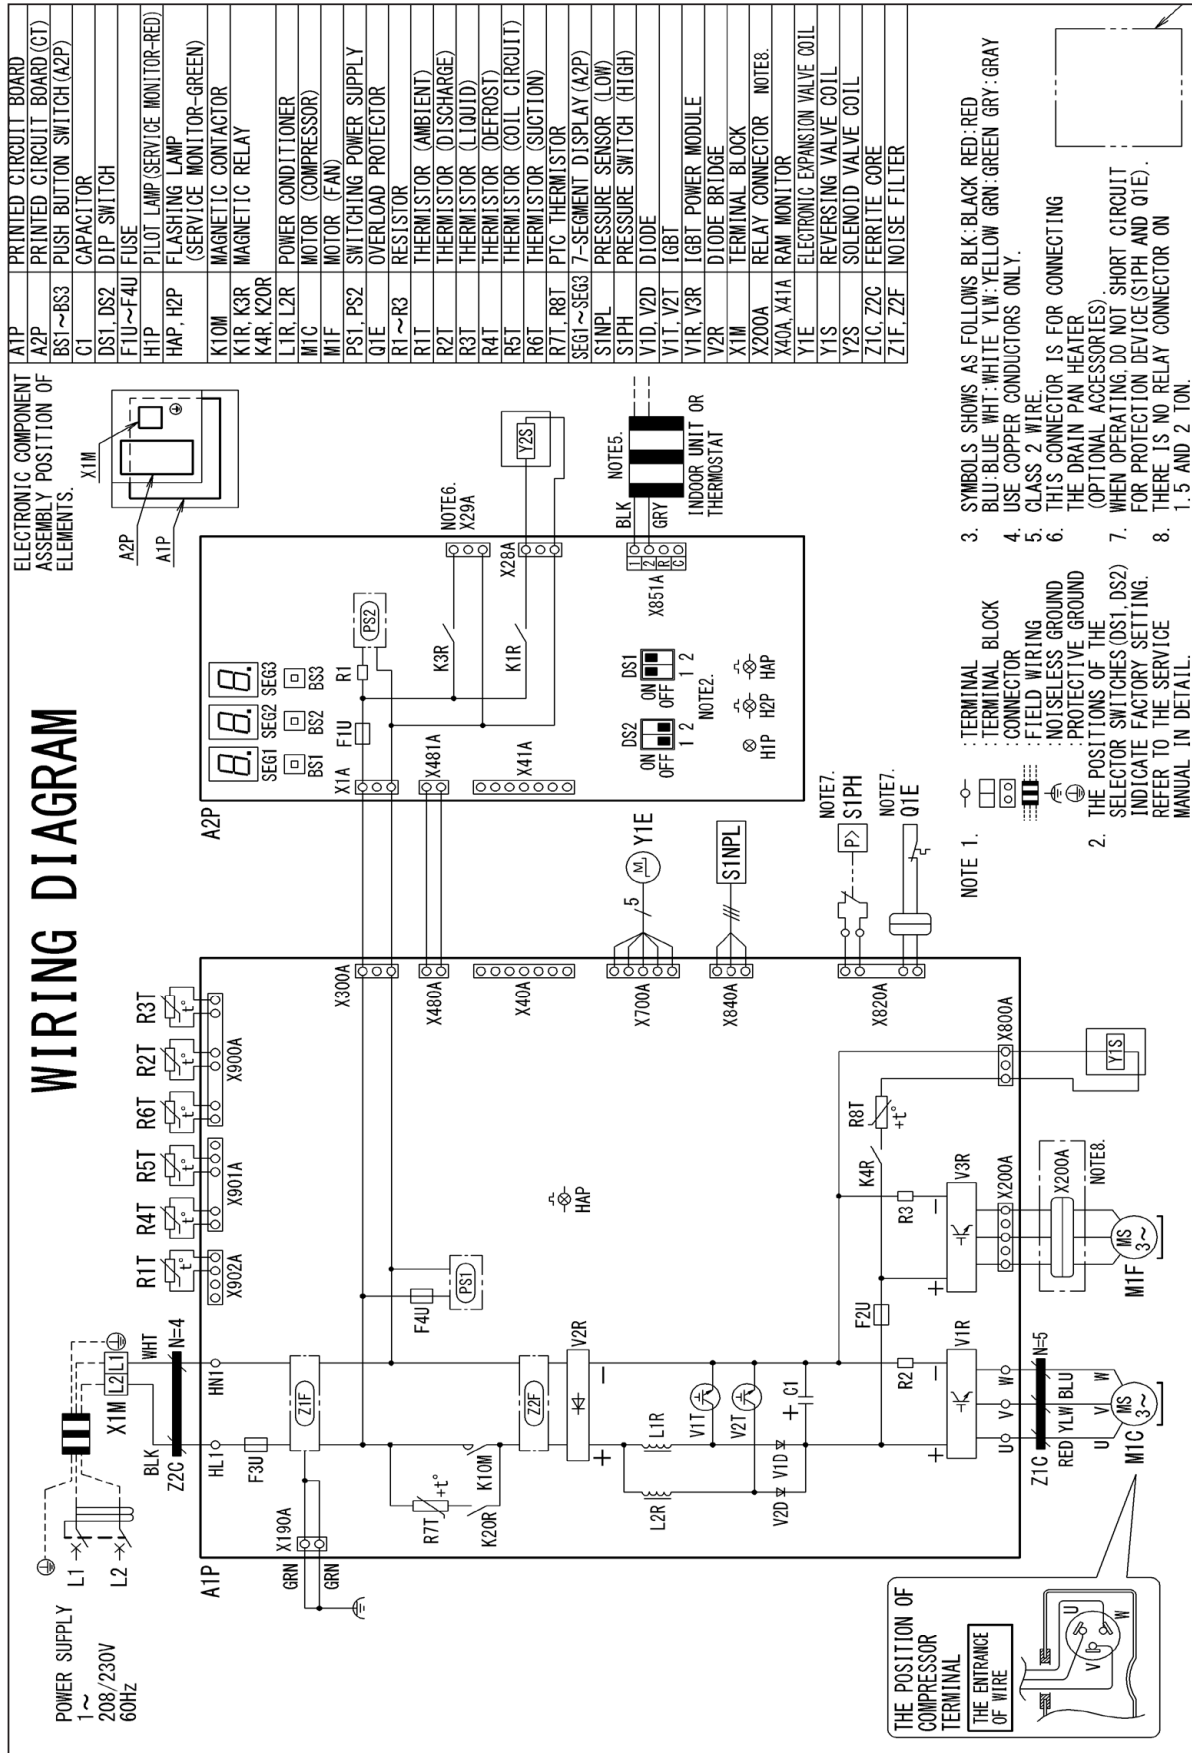 WIRING DIAGRAM
POWER SUPPLY
1~
208/230V
60Hz
L1
L2
X1M
L2 L1
BLK
WHT
Z2C
N=4
R1T
R4T
R5T
R6T
R2T
R3T
t°
t°
t°
t°
t°
t°
X902A
X901A
X900A
A1P
HL1
HN1
F3U
Z1F
X190A
GRN
GRN
R7T
+t°
K10M
K20R
F4U
PS1
Z2F
V2R
+
−
L1R
L2R
V1T
V2T
V1D
V2D
+
C1
HAP
F2U
R2
R3
K4R
R8T
+t°
V1R
+
−
V3R
+
−
U
V
W
Z1C
N=5
RED
YLW
BLU
U
V
W
M1C
MS
3~
X200A
X200A
NOTE8.
M1F
MS
3~
X800A
Y1S
X300A
X480A
X40A
X700A
X840A
X820A
5
M
Y1E
S1NPL
NOTE7.
P>
S1PH
NOTE7.
Q1E
A2P
SEG1
SEG2
SEG3
BS1
BS2
BS3
X1A
F1U
R1
PS2
X481A
X41A
K3R
K1R
NOTE6.
X29A
X28A
Y2S
DS2
DS1
ON
OFF
1 2
ON
OFF
1 2
NOTE2.
H1P
H2P
HAP
X851A
1
2
R
C
BLK
GRY
NOTE5.
INDOOR UNIT OR
THERMOSTAT
THE POSITION OF
COMPRESSOR
TERMINAL
THE ENTRANCE
OF WIRE
U
V
W
ELECTRONIC COMPONENT
ASSEMBLY POSITION OF
ELEMENTS.
X1M
A2P
A1P
A1P PRINTED CIRCUIT BOARD
A2P PRINTED CIRCUIT BOARD(CT)
BS1~BS3 PUSH BUTTON SWITCH(A2P)
C1 CAPACITOR
DS1, DS2 DIP SWITCH
F1U~F4U FUSE
H1P PILOT LAMP(SERVICE MONITOR-RED)
HAP, H2P FLASHING LAMP
(SERVICE MONITOR-GREEN)
K10M MAGNETIC CONTACTOR
K1R, K3R MAGNETIC RELAY
K4R, K20R
L1R, L2R POWER CONDITIONER
M1C MOTOR (COMPRESSOR)
M1F MOTOR (FAN)
PS1, PS2 SWITCHING POWER SUPPLY
Q1E OVERLOAD PROTECTOR
R1~R3 RESISTOR
R1T THERMISTOR (AMBIENT)
R2T THERMISTOR (DISCHARGE)
R3T THERMISTOR (LIQUID)
R4T THERMISTOR (DEFROST)
R5T THERMISTOR (COIL CIRCUIT)
R6T THERMISTOR (SUCTION)
R7T, R8T PTC THERMISTOR
SEG1~SEG3 7-SEGMENT DISPLAY(A2P)
S1NPL PRESSURE SENSOR (LOW)
S1PH PRESSURE SWITCH (HIGH)
V1D, V2D DIODE
V1T, V2T IGBT
V1R, V3R IGBT POWER MODULE
V2R DIODE BRIDGE
X1M TERMINAL BLOCK
X200A RELAY CONNECTOR NOTE8.
X40A, X41A RAM MONITOR
Y1E ELECTRONIC EXPANSION VALVE COIL
Y1S REVERSING VALVE COIL
Y2S SOLENOID VALVE COIL
Z1C, Z2C FERRITE CORE
Z1F, Z2F NOISE FILTER
NOTE 1.
:TERMINAL
:TERMINAL BLOCK
:CONNECTOR
:FIELD WIRING
:NOISELESS GROUND
:PROTECTIVE GROUND
2. THE POSITIONS OF THE
SELECTOR SWITCHES(DS1, DS2)
INDICATE FACTORY SETTING.
REFER TO THE SERVICE
MANUAL IN DETAIL.
3. SYMBOLS SHOWS AS FOLLOWS BLK:BLACK RED:RED
BLU:BLUE WHT:WHITE YLW:YELLOW GRN:GREEN GRY:GRAY
4. USE COPPER CONDUCTORS ONLY.
5. CLASS 2 WIRE.
6. THIS CONNECTOR IS FOR CONNECTING
THE DRAIN PAN HEATER
(OPTIONAL ACCESSORIES).
7. WHEN OPERATING, DO NOT SHORT CIRCUIT
FOR PROTECTION DEVICE(S1PH AND Q1E).
8. THERE IS NO RELAY CONNECTOR ON
1.5 AND 2 TON.